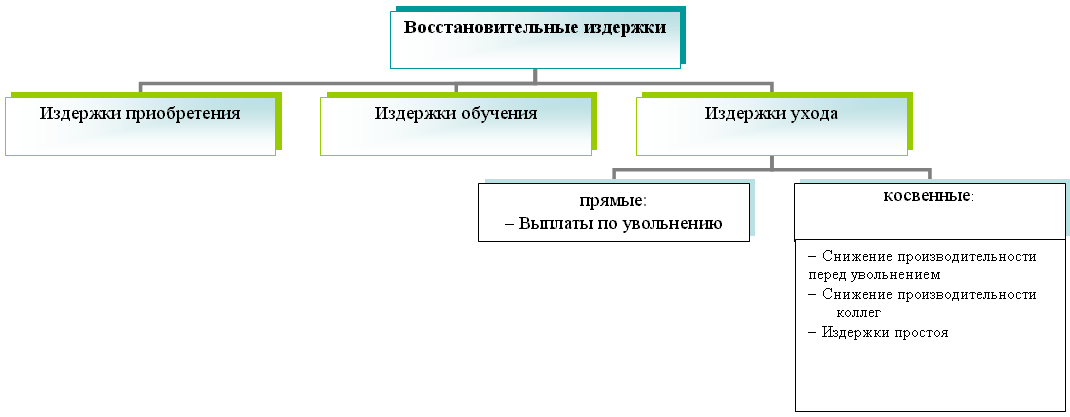 Восстановительные издержки
Издержки приобретения
Издержки обучения
Издержки ухода
прямые:
– Выплаты по увольнению
косвенные:
– Снижение производительности
перед увольнением
– Снижение производительности
коллег
– Издержки простоя